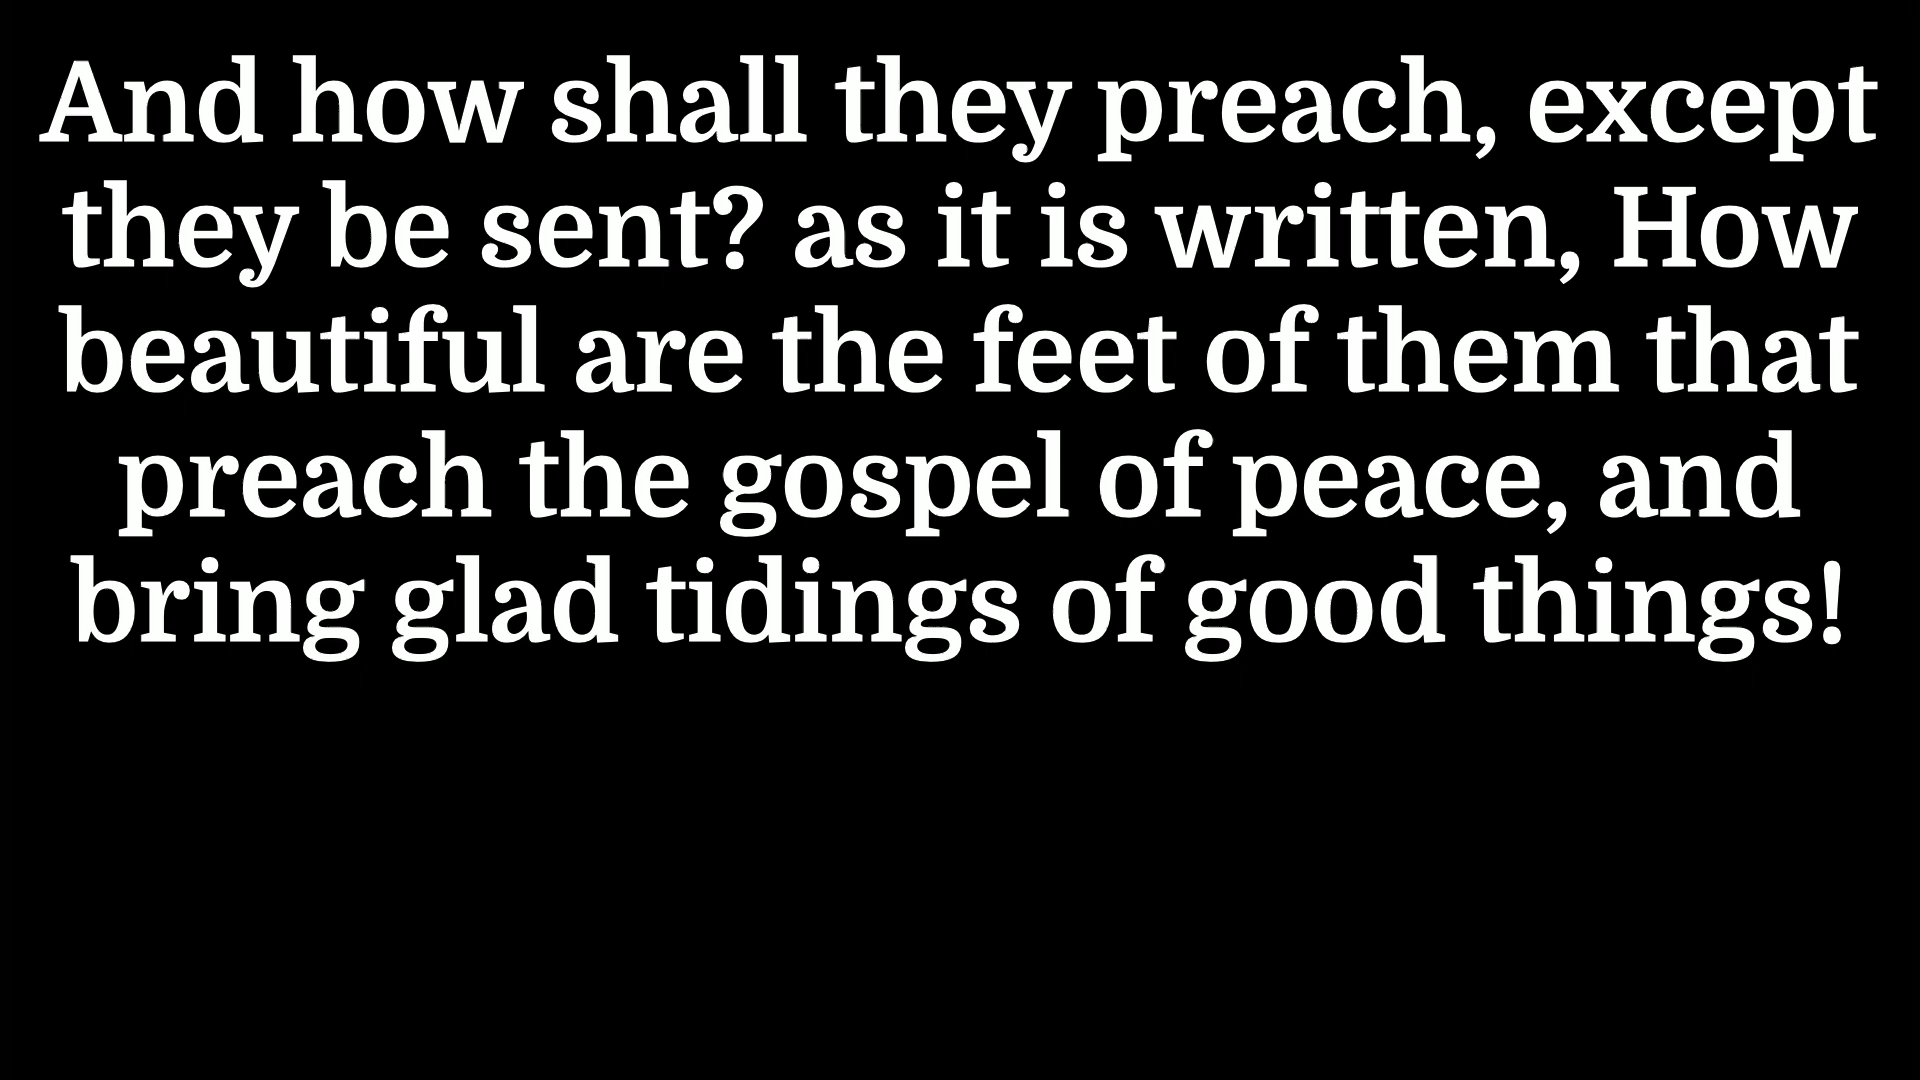 And how shall they preach, except
they be sent? as it is written, How
beautiful are the feet of them that
preach the gospel of peace, and
bring glad tidings of good things!